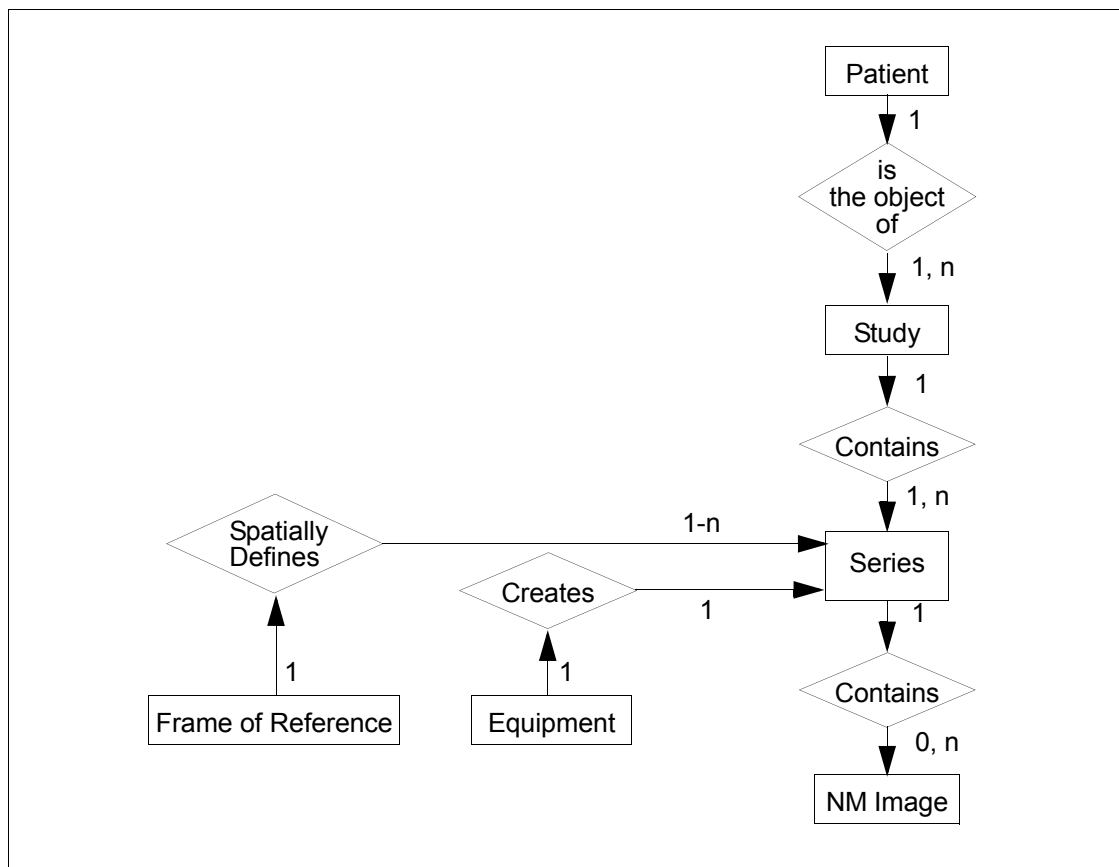 Patient
1
is
the object
of
1, n
Study
1
Contains
1, n
Spatially
Defines
1-n
Series
Creates
1
1
1
1
Contains
Frame of Reference
Equipment
0, n
NM Image